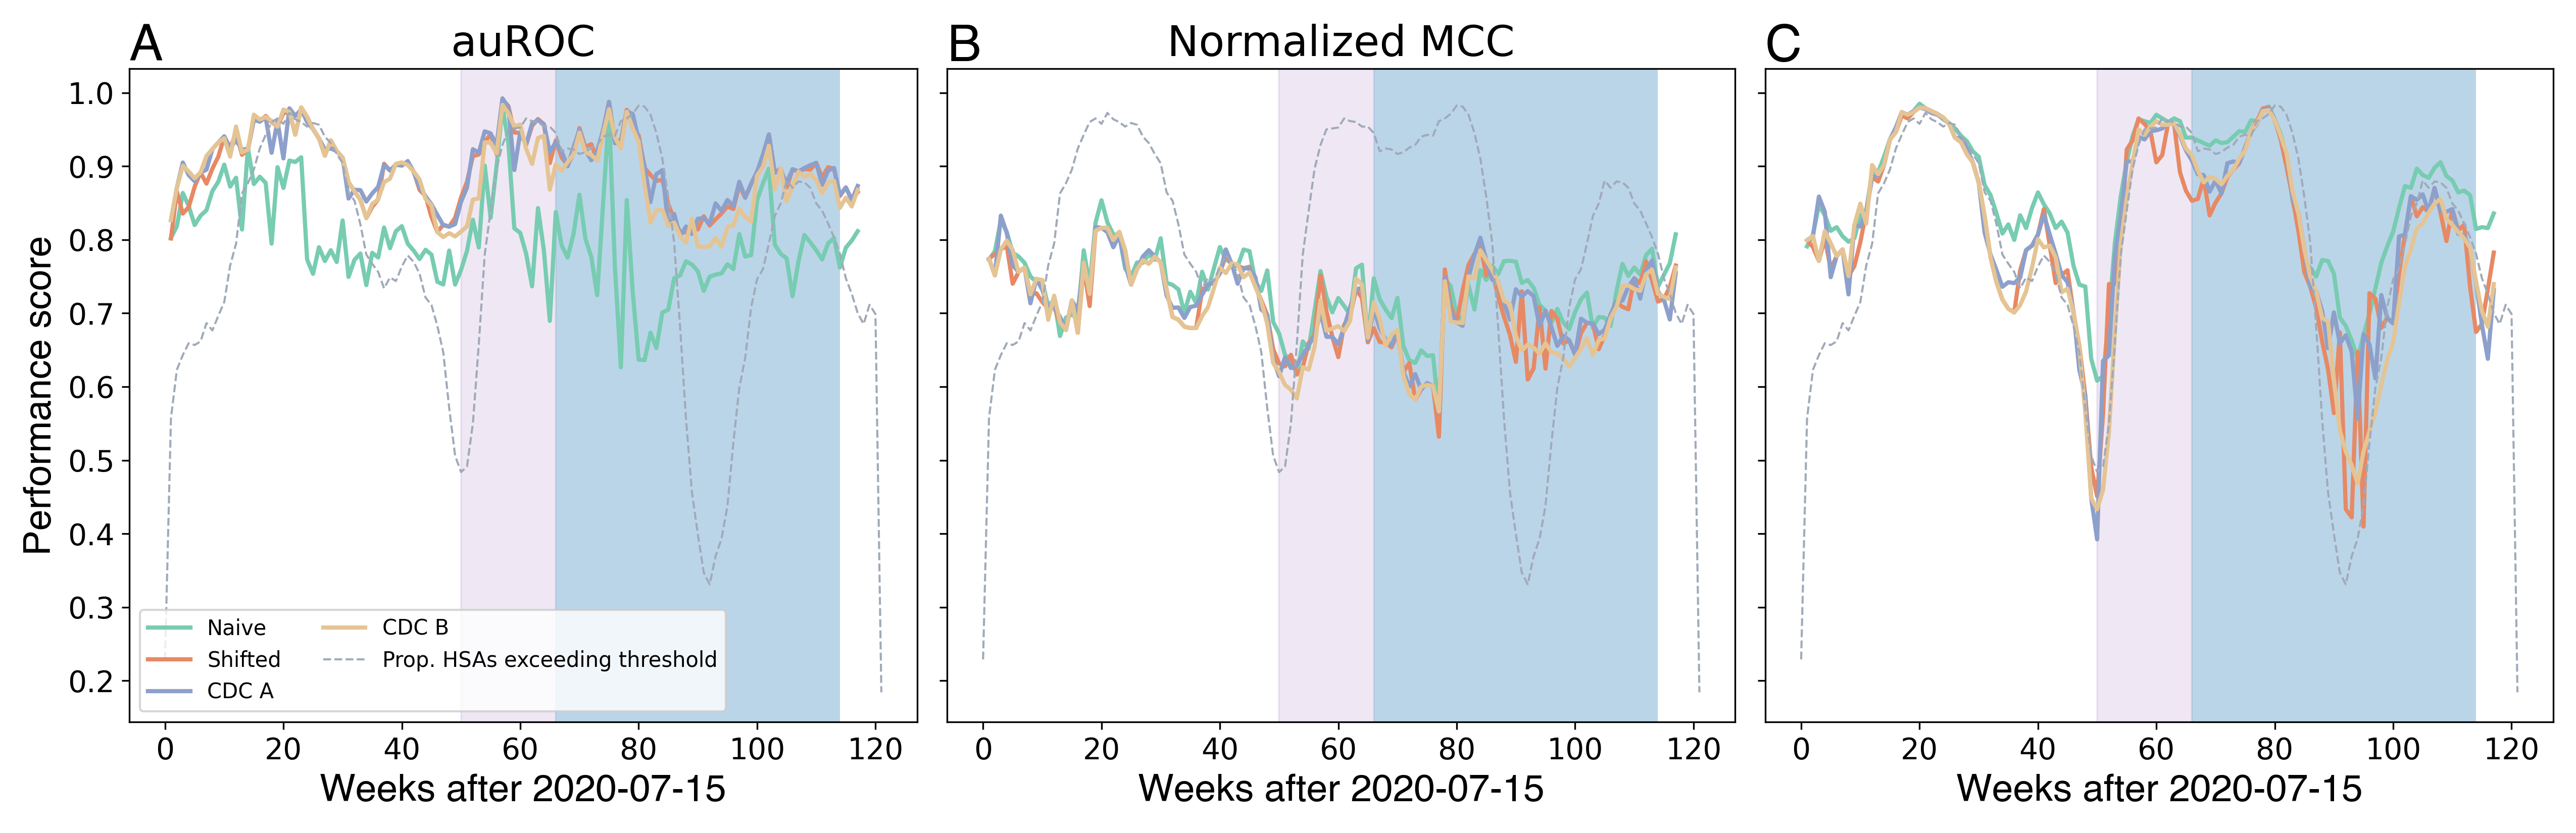 A auROC
B Normalized MCC
C
Performance score
1.0
0.9
0.8
0.7
0.6
0.5
0.4
0.3
0.2
Naive
Shifted
CDC A
CDC B
Prop. HSAs exceeding threshold
0 20 40 60 80 100 120
0 20 40 60 80 100 120
0 20 40 60 80 100 120
Weeks after 2020-07-15
Weeks after 2020-07-15
Weeks after 2020-07-15